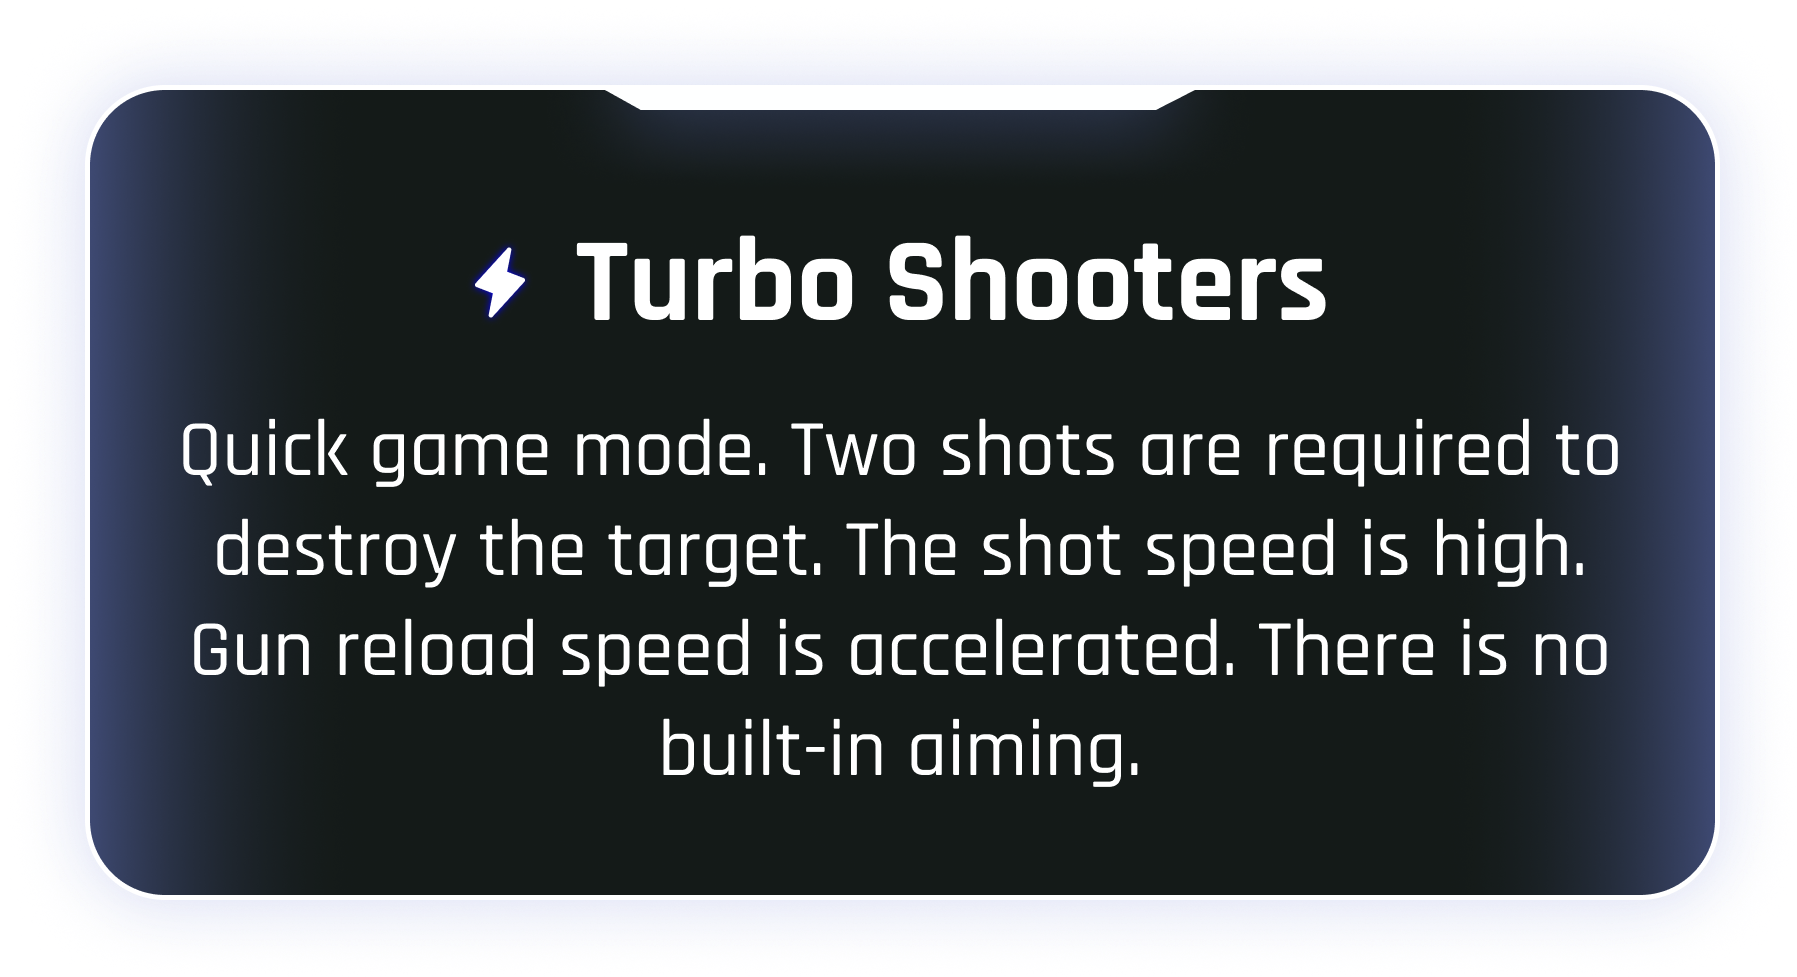 Turbo Shooters
Quick game mode. Two shots are required to
destroy the target. The shot speed is high.
Gun reload speed is accelerated. There is no
built-in aiming.